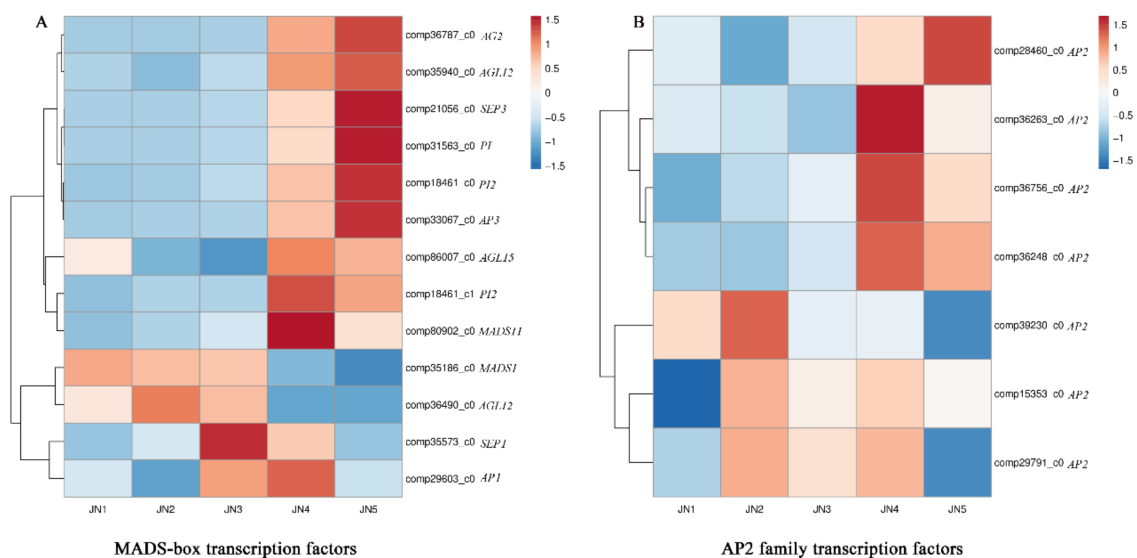 A
comp36787_c0 AG2
comp35940_c0 AGL12
comp21056_c0 SEP3
comp31563_c0 PI
comp18461_c0 PI2
comp33067_c0 AP3
comp86007_c0 AGL15
comp18461_c1 PI2
comp80902_c0 MADS11
comp35186_c0 MADS1
comp36490_c0 AGL12
comp35573_c0 SEP1
comp29603_c0 AP1
JN1 JN2 JN3 JN4 JN5
1.5
1
0.5
0
−0.5
−1
−1.5
MADS-box transcription factors
B
comp28460_c0 AP2
comp36263_c0 AP2
comp36756_c0 AP2
comp36248_c0 AP2
comp39230_c0 AP2
comp15353_c0 AP2
comp29791_c0 AP2
JN1 JN2 JN3 JN4 JN5
1.5
1
0.5
0
−0.5
−1
−1.5
AP2 family transcription factors